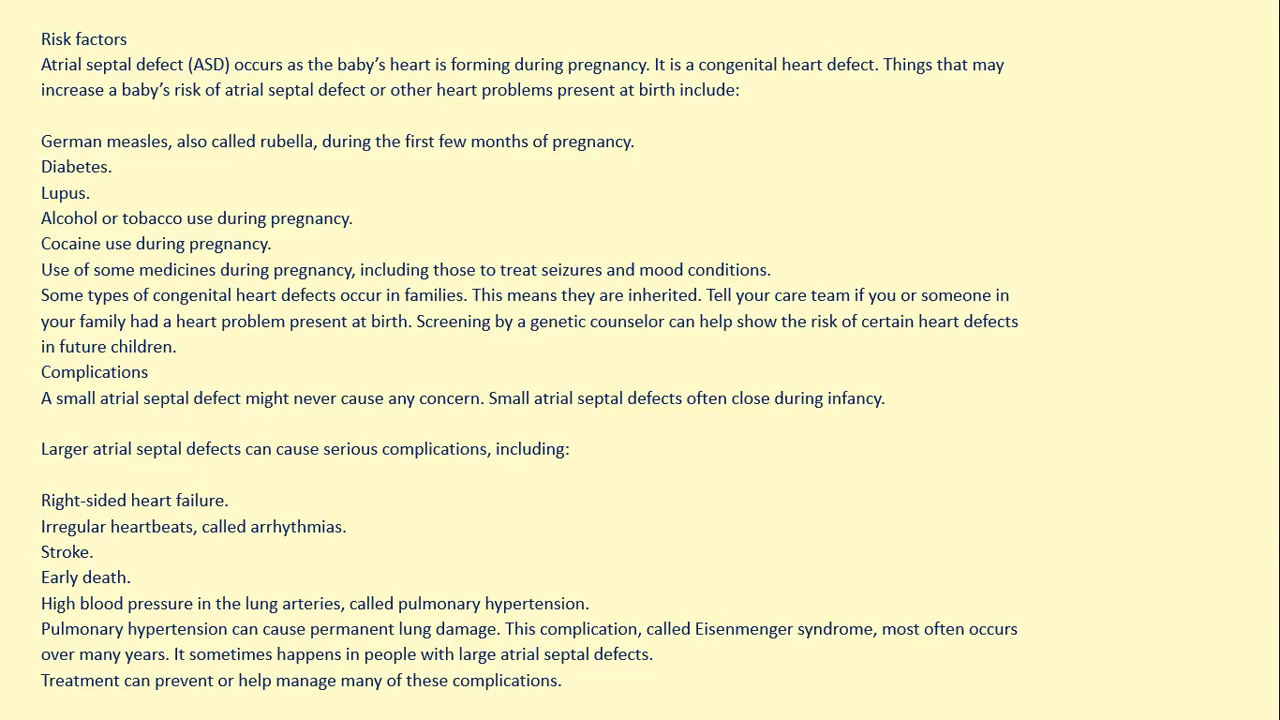 Risk factors
Atrial septal defect (ASD) occurs as the baby’s heart is forming during pregnancy. It is a congenital heart defect. Things that may
increase a baby’s risk of atrial septal defect or other heart problems present at birth include:
German measles, also called rubella, during the first few months of pregnancy.
Diabetes.
Lupus.
Alcohol or tobacco use during pregnancy.
Cocaine use during pregnancy.
Use of some medicines during pregnancy, including those to treat seizures and mood conditions.
Some types of congenital heart defects occur in families. This means they are inherited. Tell your care team if you or someone in
your family had a heart problem present at birth. Screening by a genetic counselor can help show the risk of certain heart defects
in future children.
Complications
A small atrial septal defect might never cause any concern. Small atrial septal defects often close during infancy.
Larger atrial septal defects can cause serious complications, including:
Right-sided heart failure.
Irregular heartbeats, called arrhythmias.
Stroke.
Early death.
High blood pressure in the lung arteries, called pulmonary hypertension.
Pulmonary hypertension can cause permanent lung damage. This complication, called Eisenmenger syndrome, most often occurs
over many years. It sometimes happens in people with large atrial septal defects.
Treatment can prevent or help manage many of these complications.